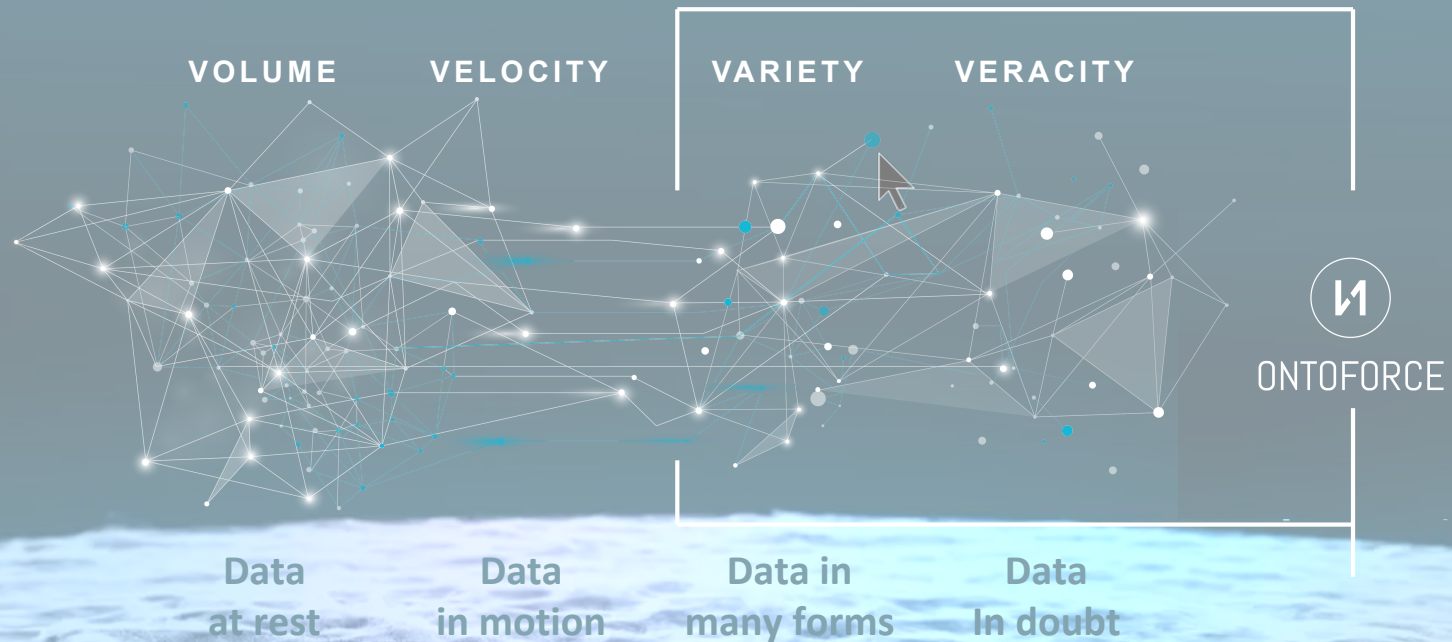 VOLUME VELOCITY VARIETY VERACITY
ONTOFORCE
Data Data Data in Data
at rest in motion many forms In doubt